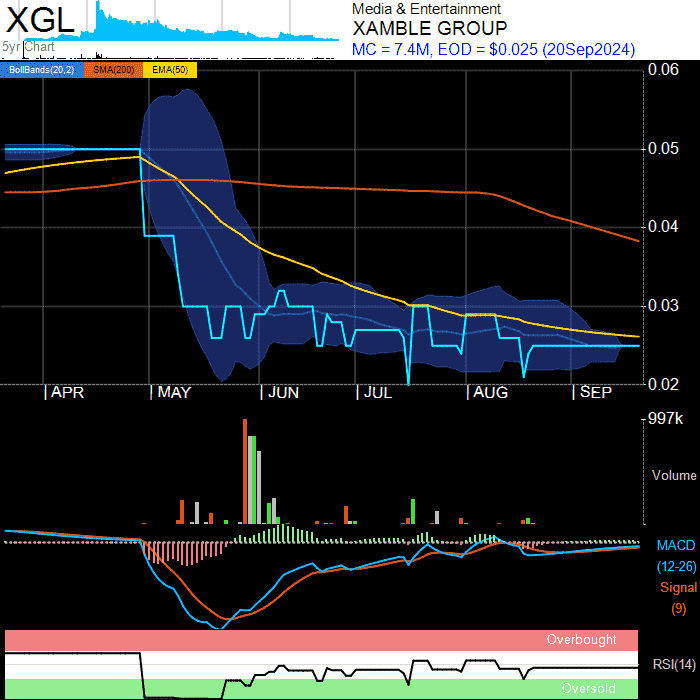 XGL
5yr Chart
Media & Entertainment
XAMBLE GROUP
MC = 7.4M, EOD = $0.025 (20Sep2024)
BollBands(20,2) SMA(200) EMA(50)
0.06
0.05
0.04
0.03
0.02
APR MAY JUN JUL AUG SEP
997k
Volume
MACD
(12-26)
Signal
(9)
Overbought
RSI(14)
Oversold